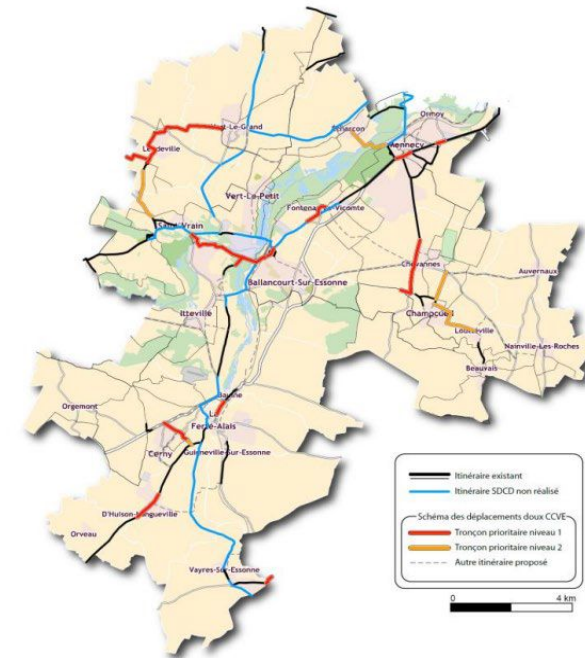 Ormoy
Vert-Le-Grand
Echarcon
Mennecy
Leudeville
Vert-Le-Petit
Fontenay-Le-Vicomte
Saint-Vrain
Chevannes
Auvernaux
Ballancourt-Sur-Essonne
Itteville
Champcueil
Loutteville
Nainville-Les-Roches
Beauvais
Baulne
Orgemont
La
Ferté-Alais
Cerny
Guigneville-Sur-Essonne
D'Huison-Longueville
Orveau
Vayres-Sur-Essonne
Itinéraire existant
Itinéraire SDCD non réalisé
Schéma des déplacements doux CCVE
Tronçon prioritaire niveau 1
Tronçon prioritaire niveau 2
Autre itinéraire proposé
0 4 km